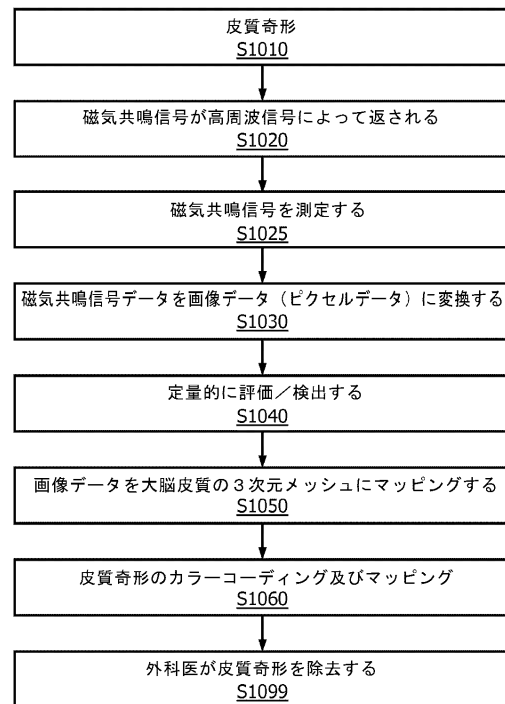 皮質奇形
S1010
磁気共鳴信号が高周波信号によって返される
S1020
磁気共鳴信号を測定する
S1025
磁気共鳴信号データを画像データ（ピクセルデータ）に変換する
S1030
定量的に評価／検出する
S1040
画像データを大脳皮質の３次元メッシュにマッピングする
S1050
皮質奇形のカラーコーディング及びマッピング
S1060
外科医が皮質奇形を除去する
S1099